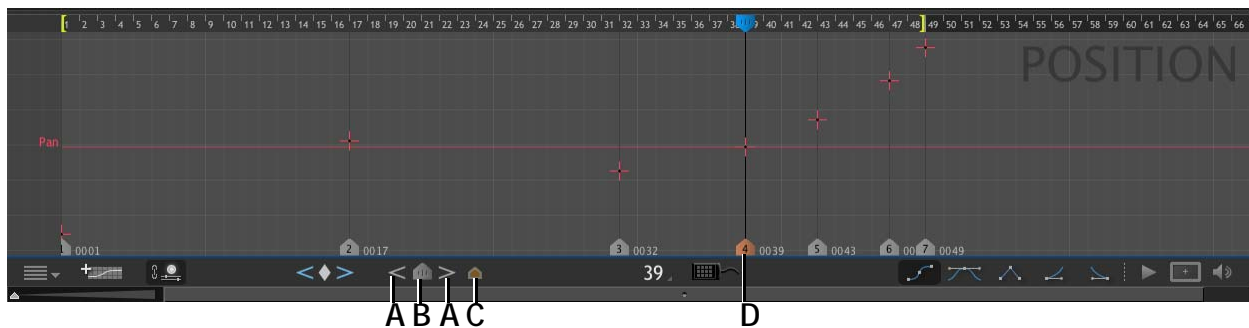 1 2 3 4 5 6 7 8 9 10 11 12 13 14 15 16 17 18 19 20 21 22 23 24 25 26 27 28 29 30 31 32 33 34 35 36 37 38 39 40 41 42 43 44 45 46 47 48 49 50 51 52 53 54 55 56 57 58 59 60 61 62 63 64 65 66
POSITION
Pan
1 0001 2 0017 3 0032 4 0039 5 0043 6 00 7 0049
39
A B A C D